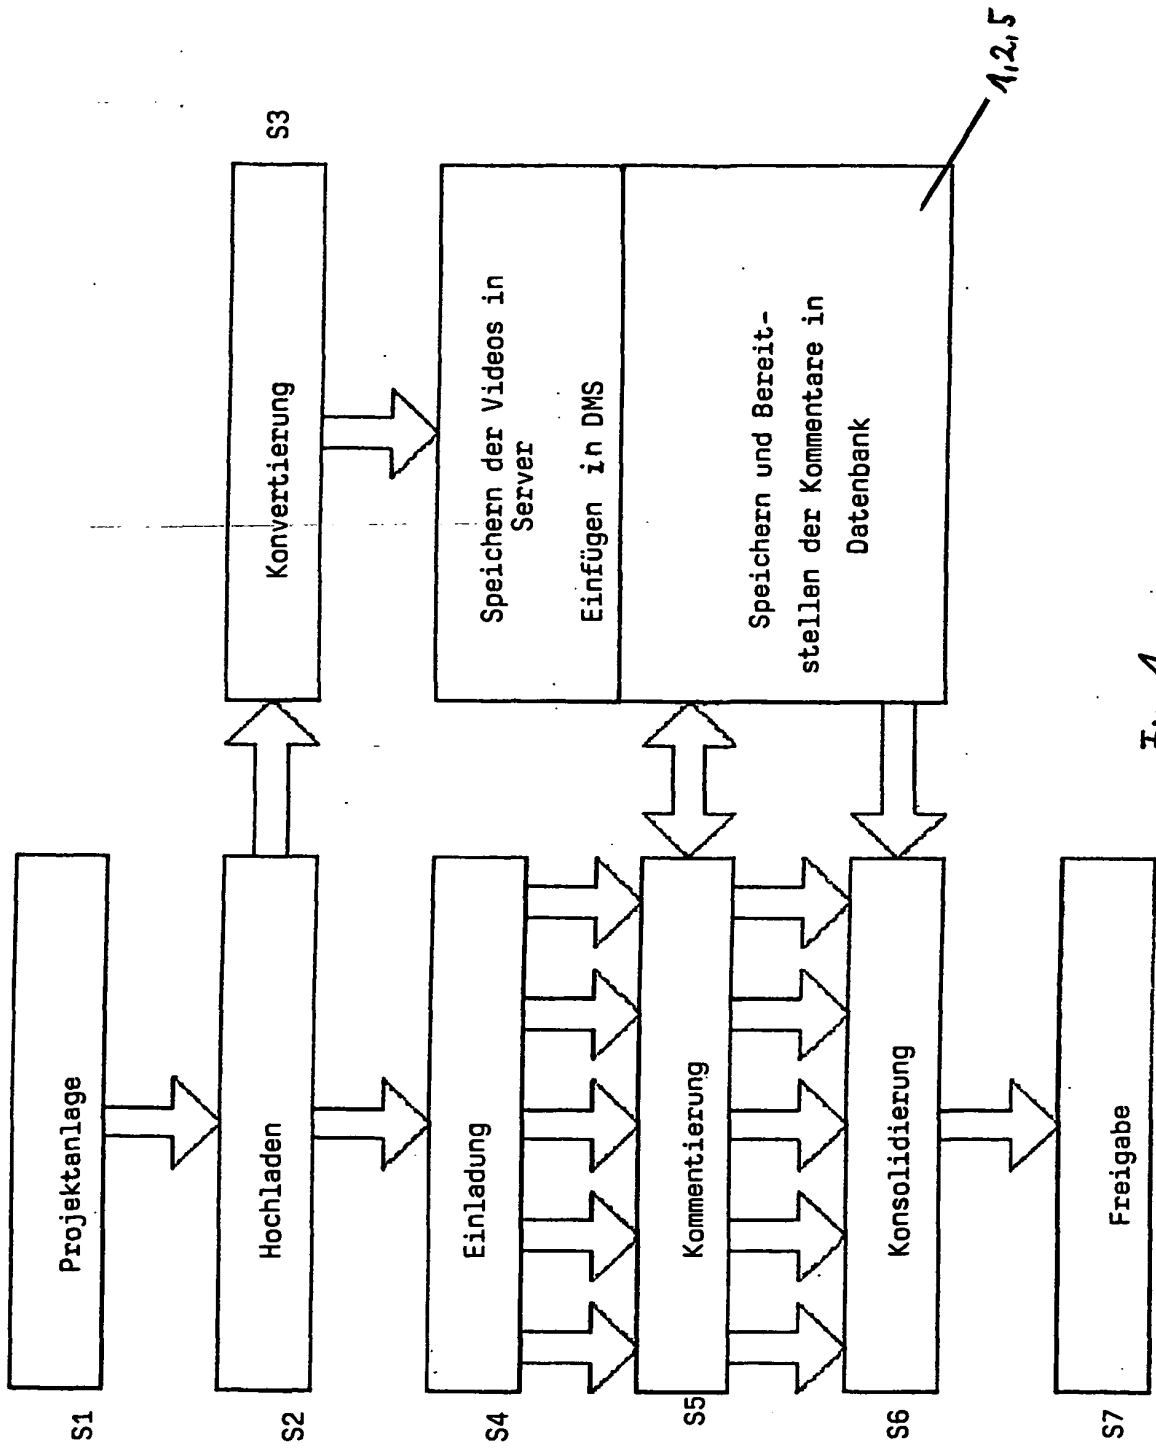 S1
Projektanlage
S2
Hochladen
Konvertierung
S3
S4
Einladung
Speichern der Videos in
Server
Einfügen in DMS
S5
Kommentierung
Speichern und Bereit-
stellen der Kommentare in
Datenbank
1,2,5
S6
Konsolidierung
S7
Freigabe